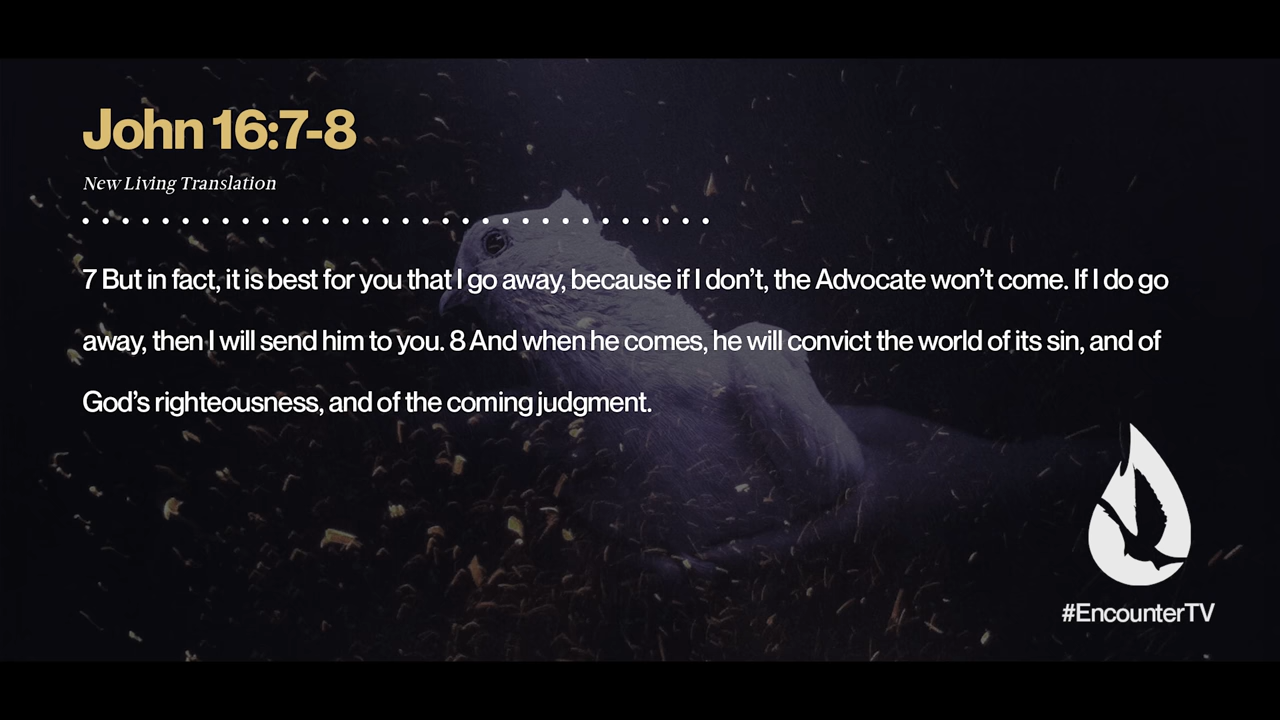 John 16:7-8
New Living Translation
7 But in fact, it is best for you that I go away, because if I don’t, the Advocate won’t come. If I do go
away, then I will send him to you. 8 And when he comes, he will convict the world of its sin, and of
God’s righteousness, and of the coming judgment.
#EncounterTV